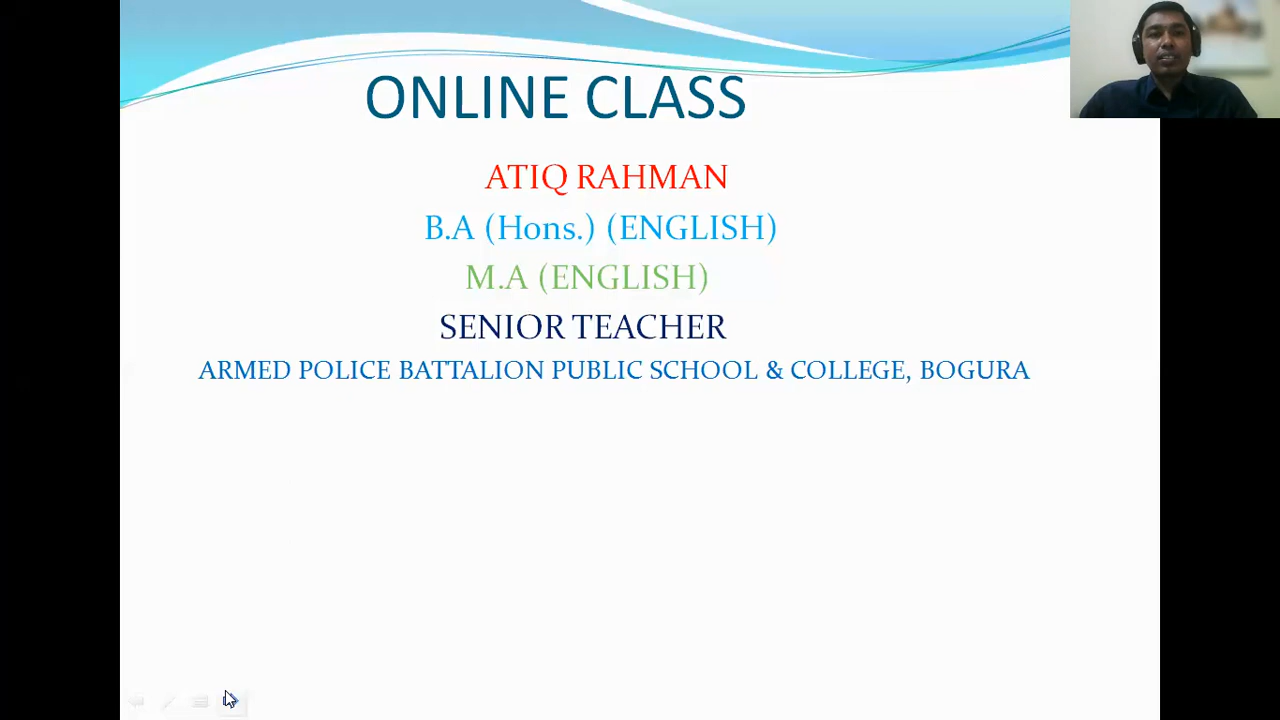 ONLINE CLASS
ATIQ RAHMAN
B.A (Hons.) (ENGLISH)
M.A (ENGLISH)
SENIOR TEACHER
ARMED POLICE BATTALION PUBLIC SCHOOL & COLLEGE, BOGURA